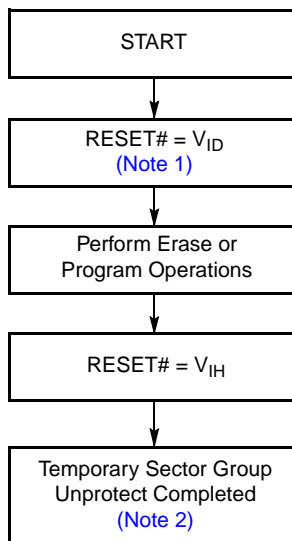 START
RESET# = V_ID
(Note 1)
Perform Erase or
Program Operations
RESET# = V_IH
Temporary Sector Group
Unprotect Completed
(Note 2)